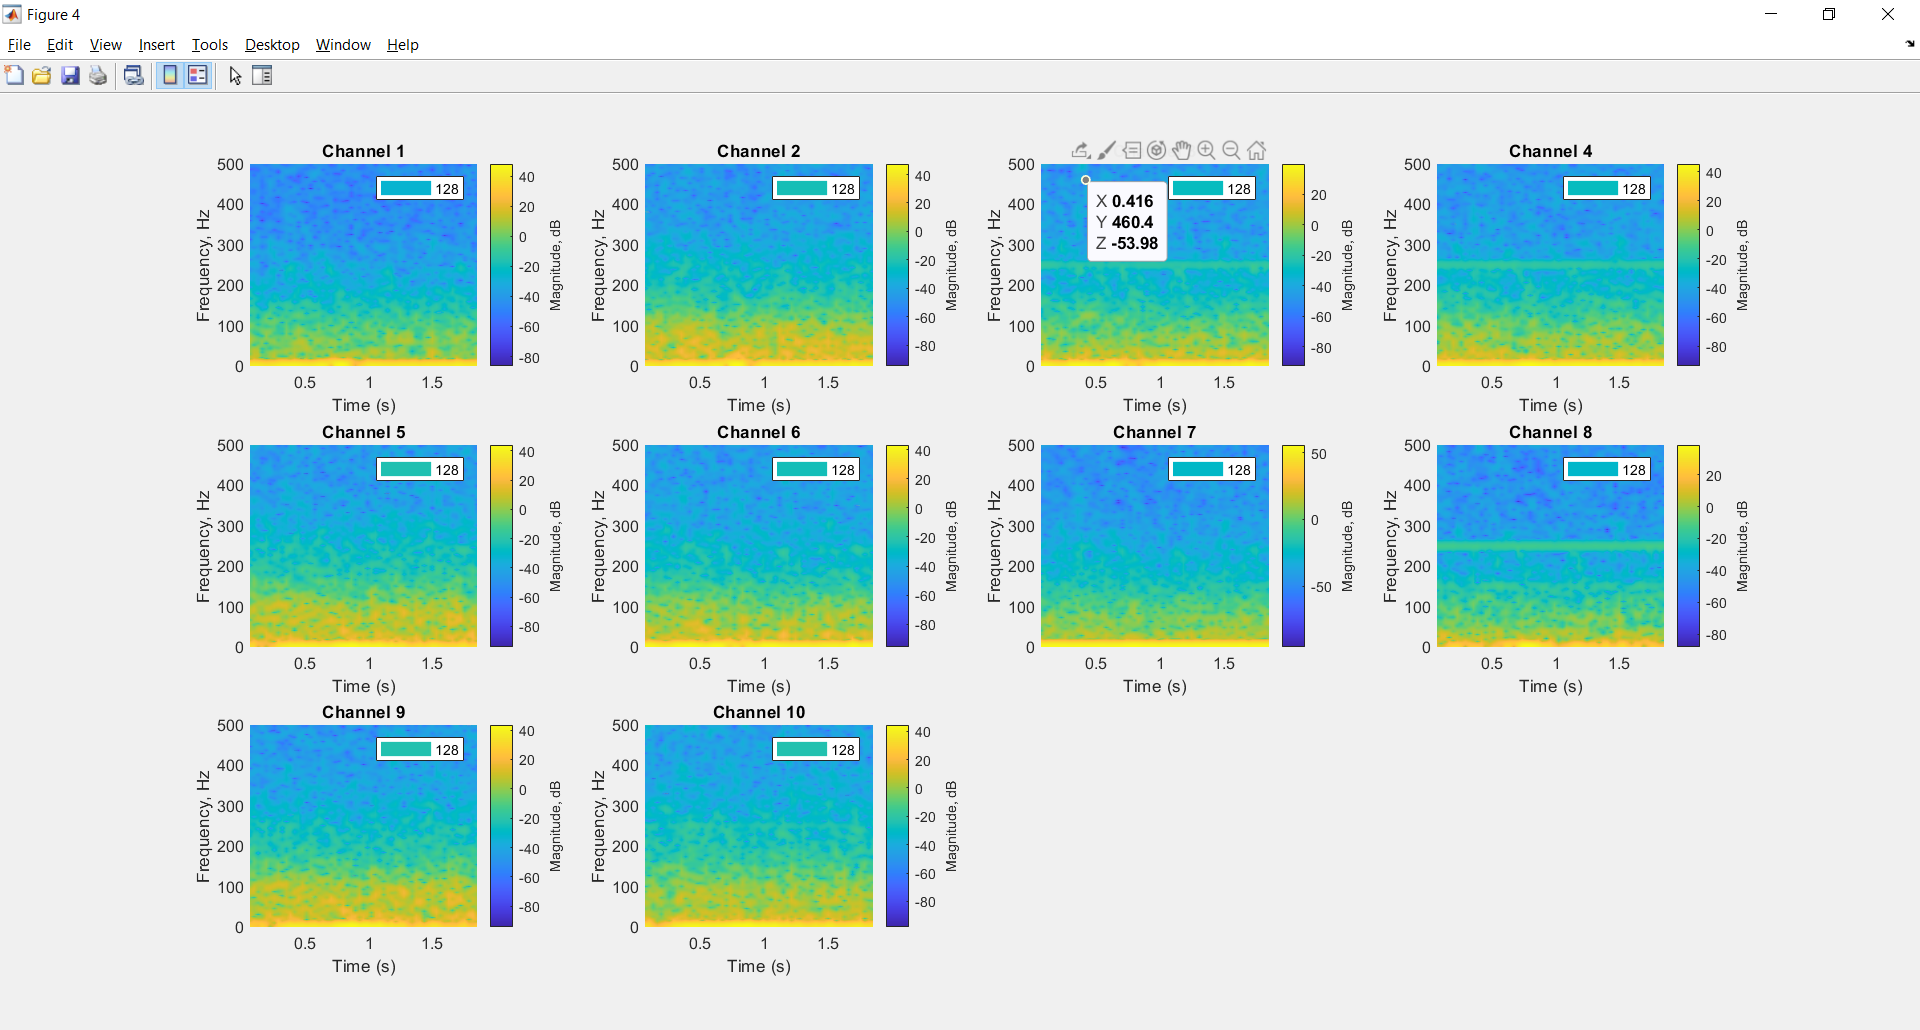 Figure 4
File Edit View Insert Tools Desktop Window Help
Channel 1
500
400
300
200
100
0
Frequency, Hz
128
0.5 1 1.5
Time (s)
40
20
0
-20
-40
-60
-80
Magnitude, dB
Channel 2
500
400
300
200
100
0
Frequency, Hz
128
0.5 1 1.5
Time (s)
40
20
0
-20
-40
-60
-80
Magnitude, dB
500
400
300
200
100
0
Frequency, Hz
128
X 0.416
Y 460.4
Z -53.98
0.5 1 1.5
Time (s)
20
0
-20
-40
-60
-80
Magnitude, dB
Channel 4
500
400
300
200
100
0
Frequency, Hz
128
0.5 1 1.5
Time (s)
40
20
0
-20
-40
-60
-80
Magnitude, dB
Channel 5
500
400
300
200
100
0
Frequency, Hz
128
0.5 1 1.5
Time (s)
40
20
0
-20
-40
-60
-80
Magnitude, dB
Channel 6
500
400
300
200
100
0
Frequency, Hz
128
0.5 1 1.5
Time (s)
40
20
0
-20
-40
-60
-80
Magnitude, dB
Channel 7
500
400
300
200
100
0
Frequency, Hz
128
0.5 1 1.5
Time (s)
50
0
-50
Magnitude, dB
Channel 8
500
400
300
200
100
0
Frequency, Hz
128
0.5 1 1.5
Time (s)
20
0
-20
-40
-60
-80
Magnitude, dB
Channel 9
500
400
300
200
100
0
Frequency, Hz
128
0.5 1 1.5
Time (s)
40
20
0
-20
-40
-60
-80
Magnitude, dB
Channel 10
500
400
300
200
100
0
Frequency, Hz
128
0.5 1 1.5
Time (s)
40
20
0
-20
-40
-60
-80
Magnitude, dB